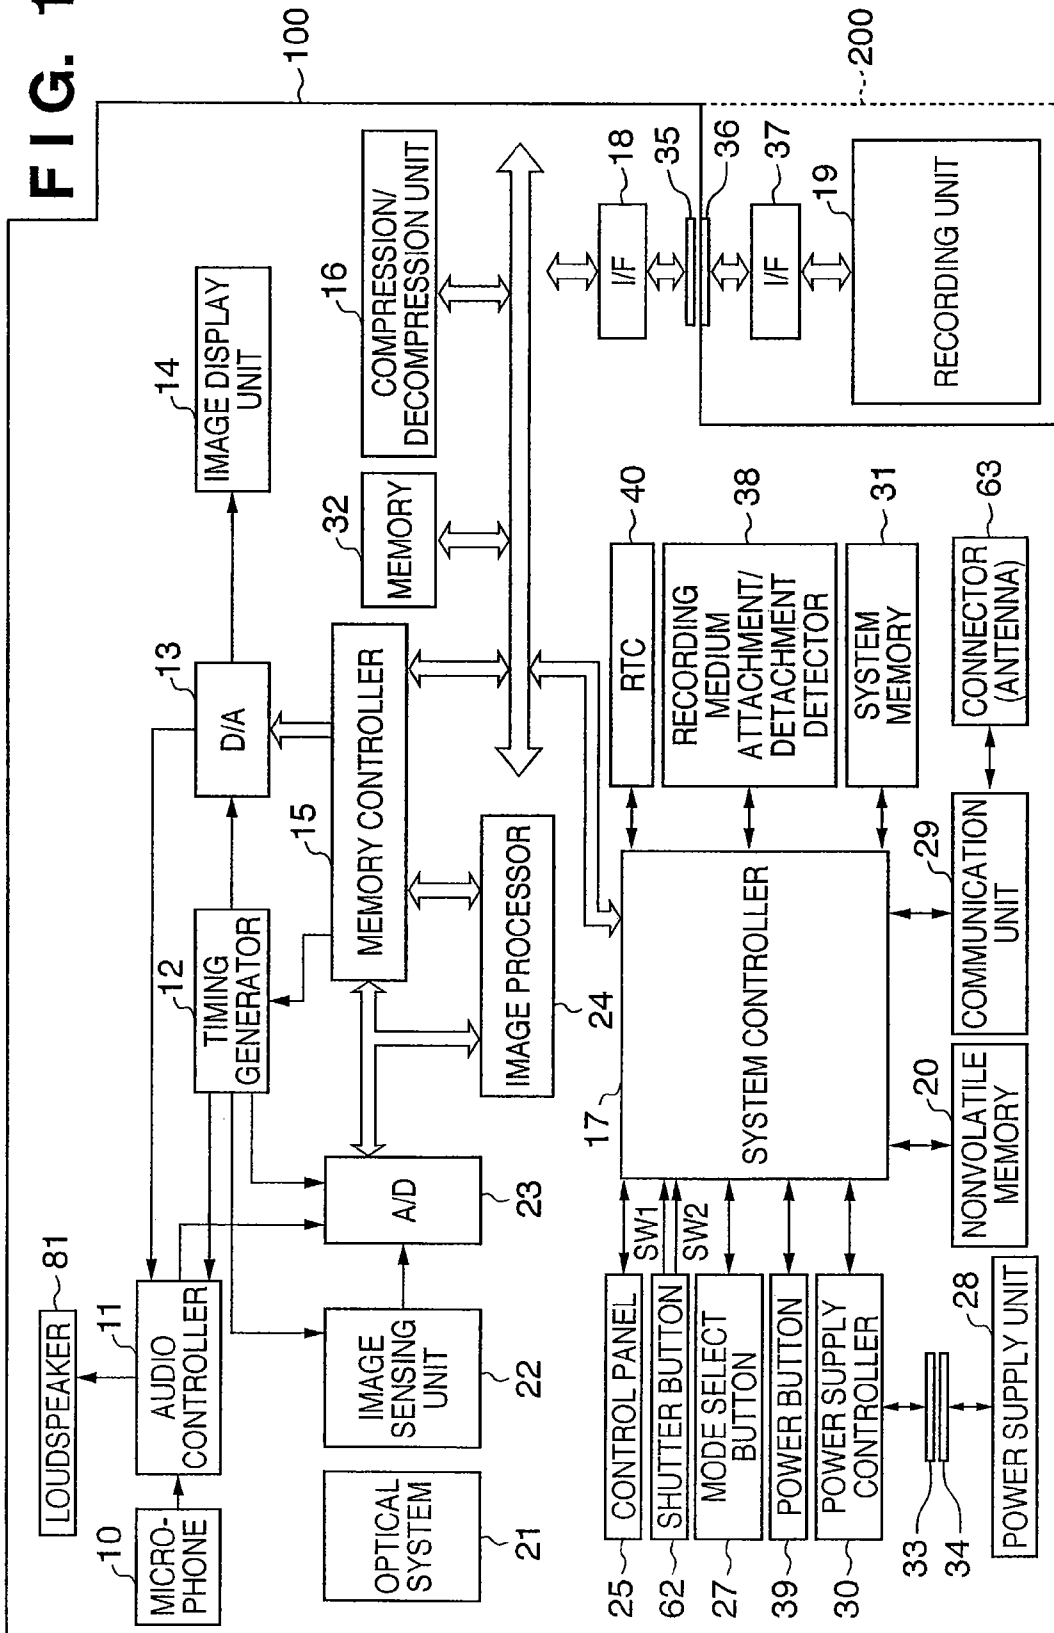 FIG. 1
100
200
LOUDSPEAKER
81
10
MICRO-
PHONE
11
AUDIO
CONTROLLER
12
TIMING
GENERATOR
13
D/A
14
IMAGE DISPLAY
UNIT
OPTICAL
SYSTEM
21
IMAGE
SENSING
UNIT
22
A/D
23
15
MEMORY CONTROLLER
32
MEMORY
16
COMPRESSION/
DECOMPRESSION UNIT
IMAGE PROCESSOR
24
18
I/F
35
36
37
I/F
19
RECORDING UNIT
25
CONTROL PANEL
62
SHUTTER BUTTON
SW1
SW2
27
MODE SELECT
BUTTON
39
POWER BUTTON
30
POWER SUPPLY
CONTROLLER
33
34
28
POWER SUPPLY UNIT
17
SYSTEM CONTROLLER
RTC
40
RECORDING
MEDIUM
ATTACHMENT/
DETACHMENT
DETECTOR
38
SYSTEM
MEMORY
31
20
NONVOLATILE
MEMORY
29
COMMUNICATION
UNIT
63
CONNECTOR
(ANTENNA)